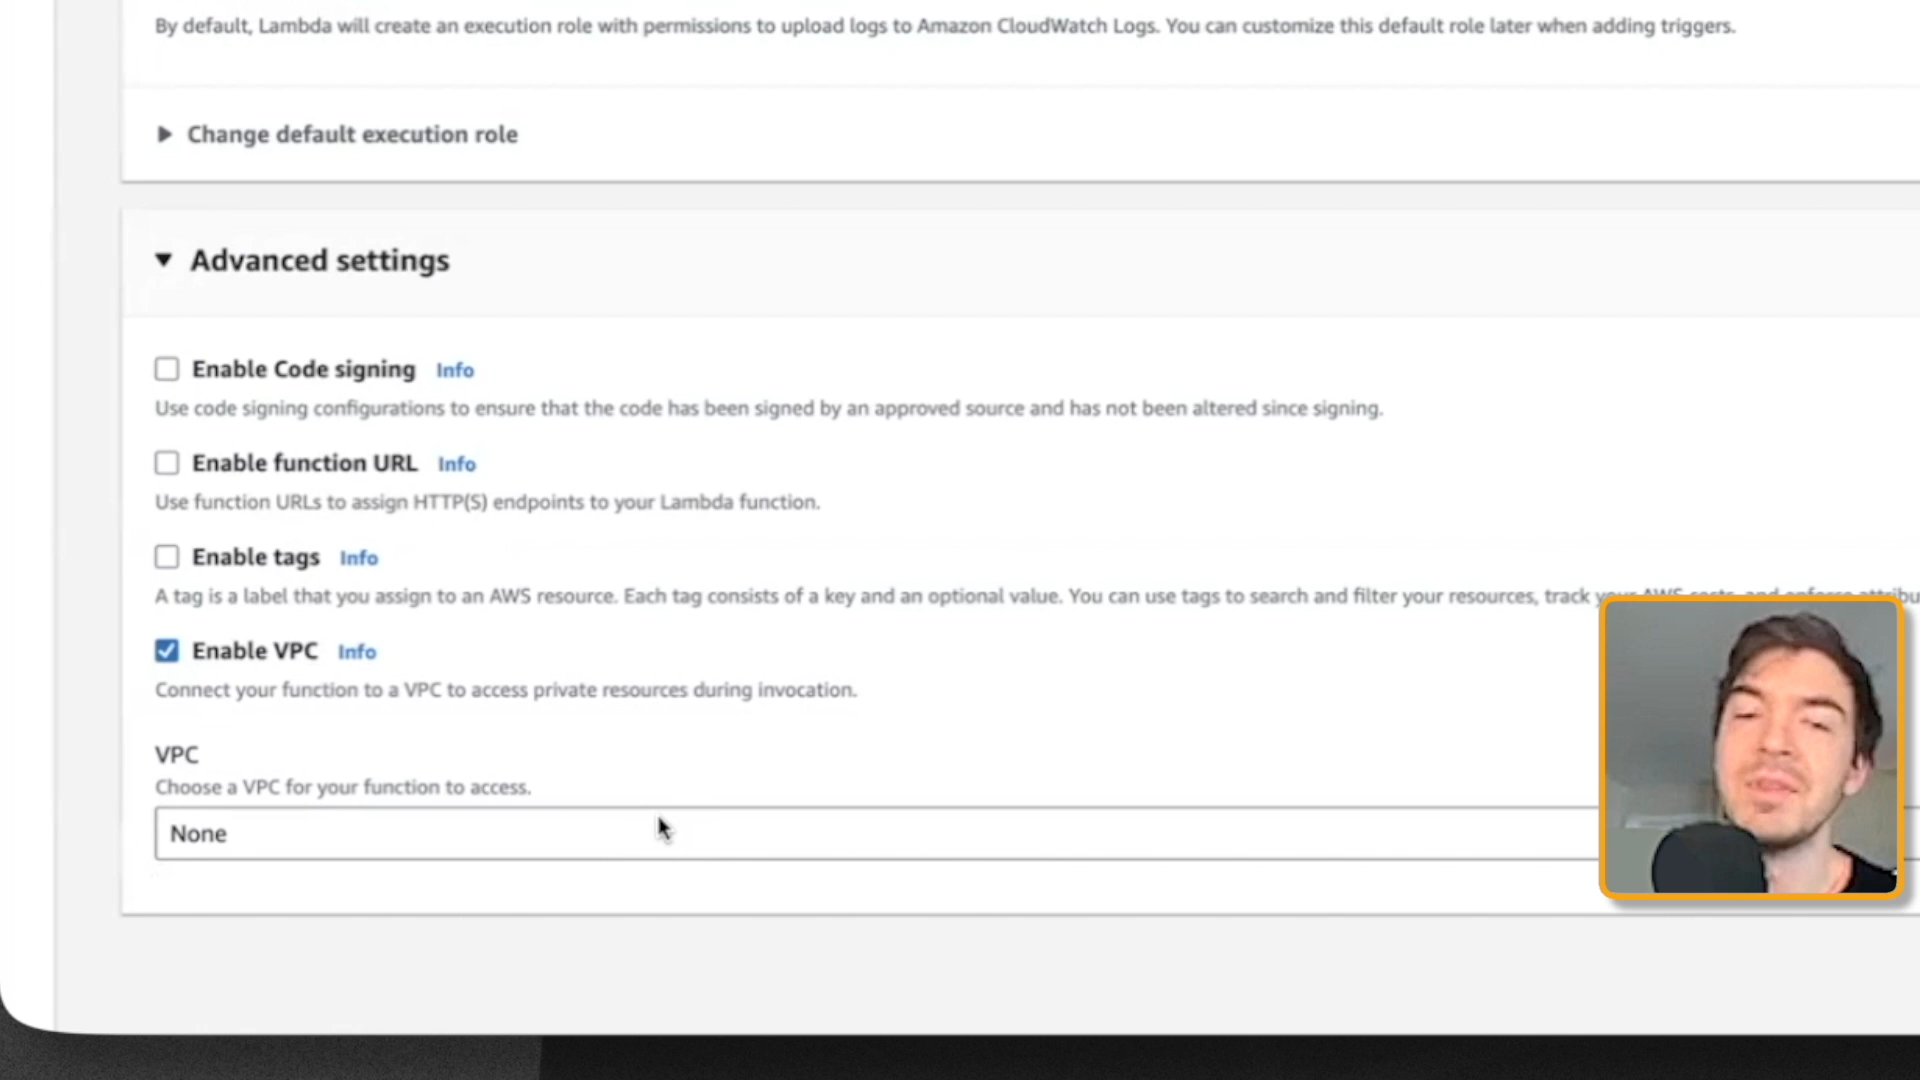 By default, Lambda will create an execution role with permissions to upload logs to Amazon CloudWatch Logs. You can customize this default role later when adding triggers.
Change default execution role
Advanced settings
Enable Code signing Info
Use code signing configurations to ensure that the code has been signed by an approved source and has not been altered since signing.
Enable function URL Info
Use function URLs to assign HTTP(S) endpoints to your Lambda function.
Enable tags Info
A tag is a label that you assign to an AWS resource. Each tag consists of a key and an optional value. You can use tags to search and filter your resources, track your AWS costs, and enforce
Enable VPC Info
Connect your function to a VPC to access private resources during invocation.
VPC
Choose a VPC for your function to access.
None